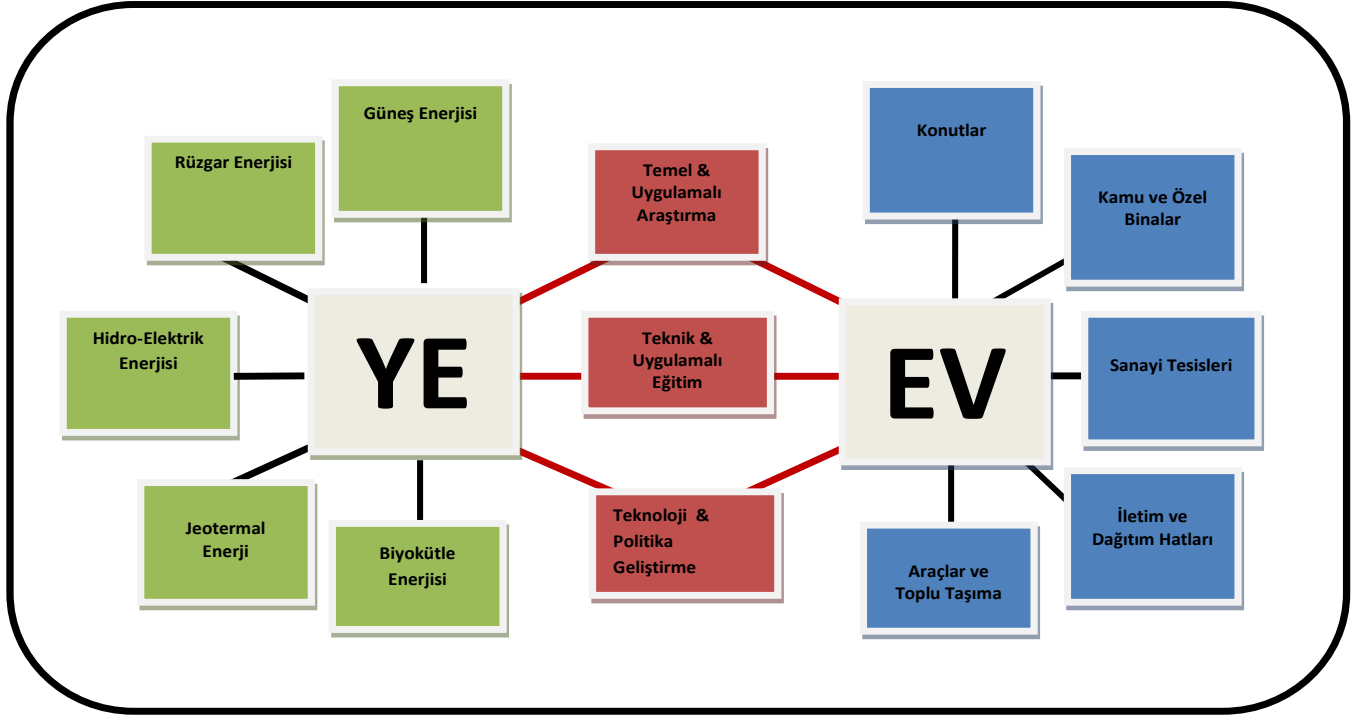 Güneş Enerjisi
Rüzgar Enerjisi
Hidro-Elektrik
Enerjisi
Jeotermal
Enerji
Biyokütle
Enerjisi
YE
Temel &
Uygulamalı
Araştırma
Teknik &
Uygulamalı
Eğitim
Teknoloji &
Politika
Geliştirme
EV
Konutlar
Kamu ve Özel
Binalar
Sanayi Tesisleri
İletim ve
Dağıtım Hatları
Araçlar ve
Toplu Taşıma